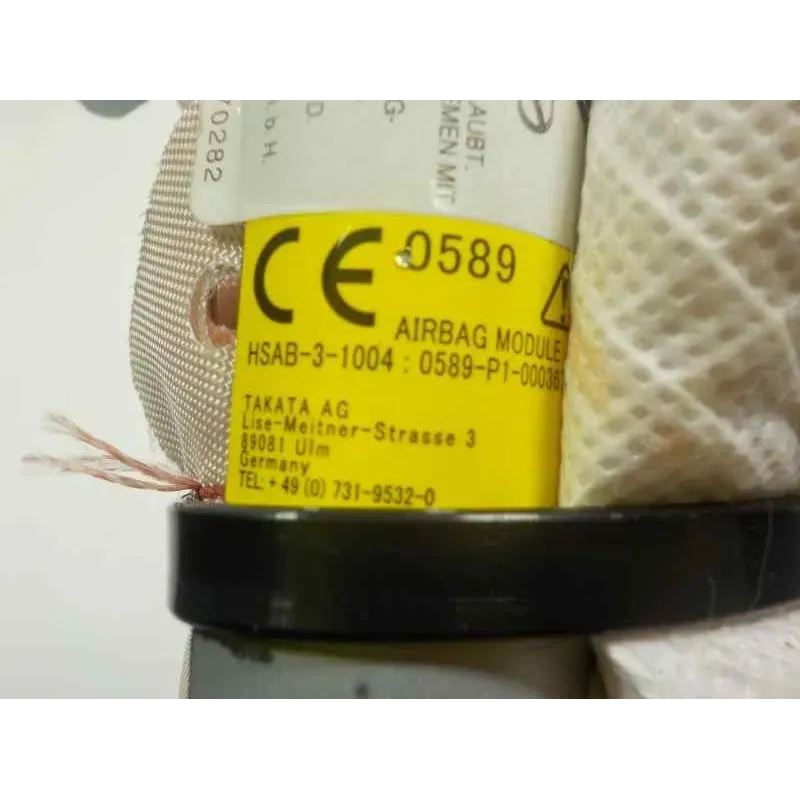 70282
.b.H.
D.
G-
EMEN MIT
AUBT.
CE 0589
AIRBAG MODULE
HSAB-3-1004 : 0589-P1-00036
TAKATA AG
Lise-Meitner-Strasse 3
89081 Ulm
Germany
TEL: + 49 (0) 731-9532-0